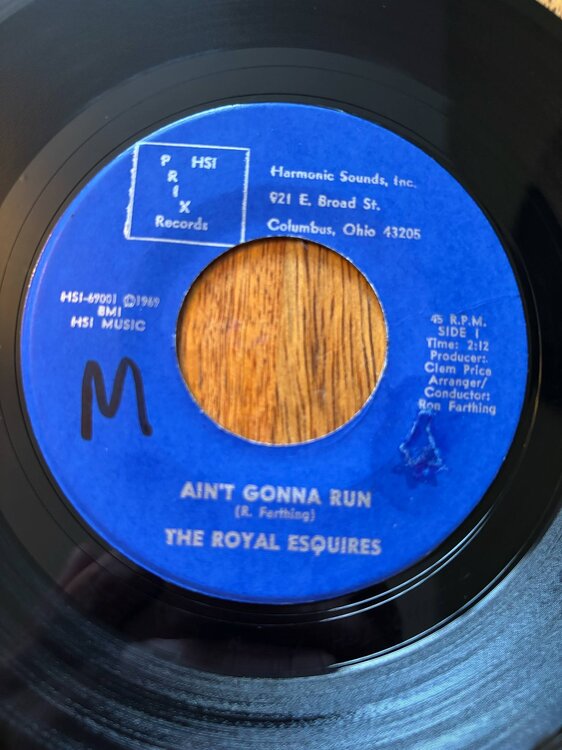 P HSI
R
I
X
Records
Harmonic Sounds, Inc.
921 E. Broad St.
Columbus, Ohio 43205
HSI-69001 ©1969
BMI
HSI MUSIC
45 R.P.M.
SIDE 1
Time: 2:12
Producer:
Clem Price
Arranger/
Conductor:
Ron Farthing
M
AIN'T GONNA RUN
(R. Farthing)
THE ROYAL ESQUIRES